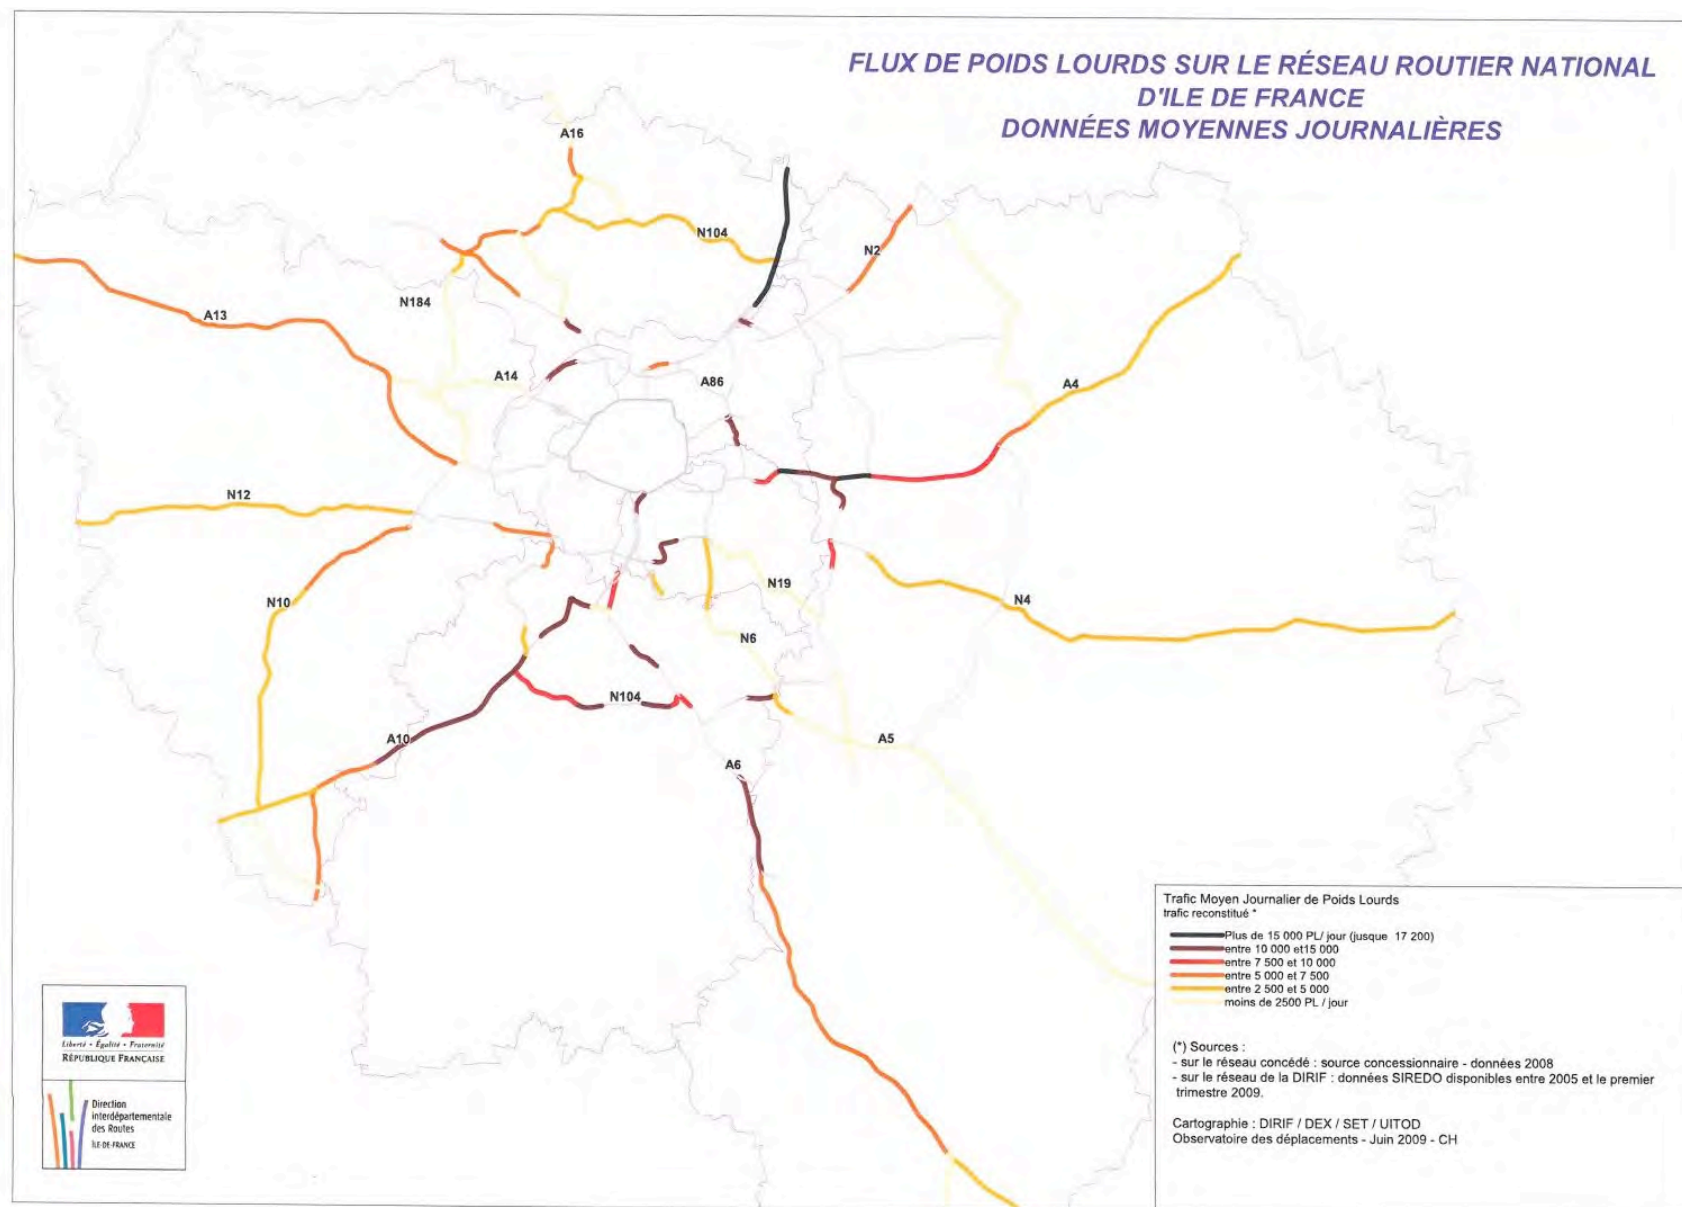 FLUX DE POIDS LOURDS SUR LE RÉSEAU ROUTIER NATIONAL
D'ILE DE FRANCE
DONNÉES MOYENNES JOURNALIÈRES
A16
N104
N2
N184
A13
A14
A86
A4
N12
N10
N19
N4
N6
N104
A10
A5
A6
Trafic Moyen Journalier de Poids Lourds
trafic reconstitué *
Plus de 15 000 PL/ jour (jusque 17 200)
entre 10 000 et15 000
entre 7 500 et 10 000
entre 5 000 et 7 500
entre 2 500 et 5 000
moins de 2500 PL / jour
(*) Sources :
- sur le réseau concédé : source concessionnaire - données 2008
- sur le réseau de la DIRIF : données SIREDO disponibles entre 2005 et le premier
trimestre 2009.
Cartographie : DIRIF / DEX / SET / UITOD
Observatoire des déplacements - Juin 2009 - CH
Liberté • Égalité • Fraternité
RÉPUBLIQUE FRANÇAISE
Direction
interdépartementale
des Routes
ÎLE-DE-FRANCE